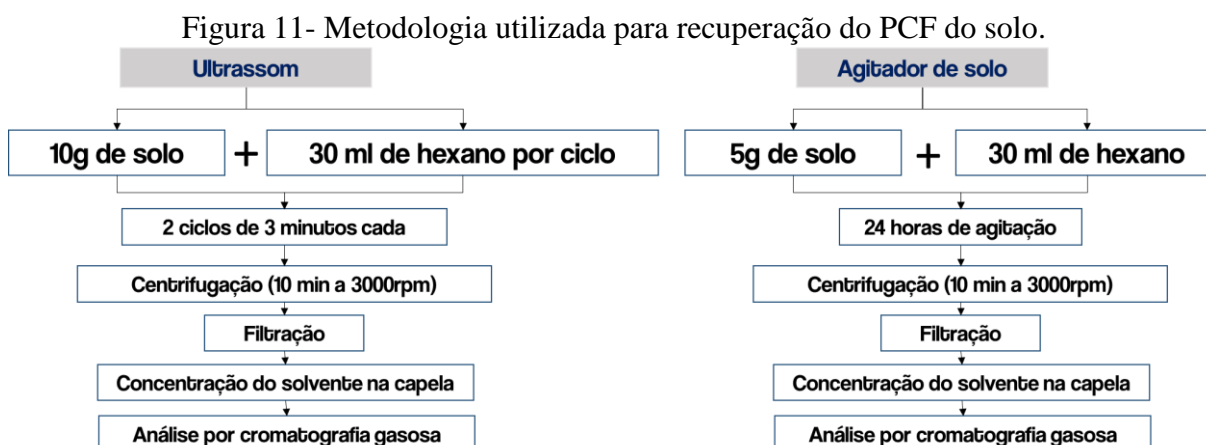 Figura 11- Metodologia utilizada para recuperação do PCF do solo.
Ultrassom
10g de solo + 30 ml de hexano por ciclo
2 ciclos de 3 minutos cada
Centrifugação (10 min a 3000rpm)
Filtração
Concentração do solvente na capela
Análise por cromatografia gasosa
Agitador de solo
5g de solo + 30 ml de hexano
24 horas de agitação
Centrifugação (10 min a 3000rpm)
Filtração
Concentração do solvente na capela
Análise por cromatografia gasosa